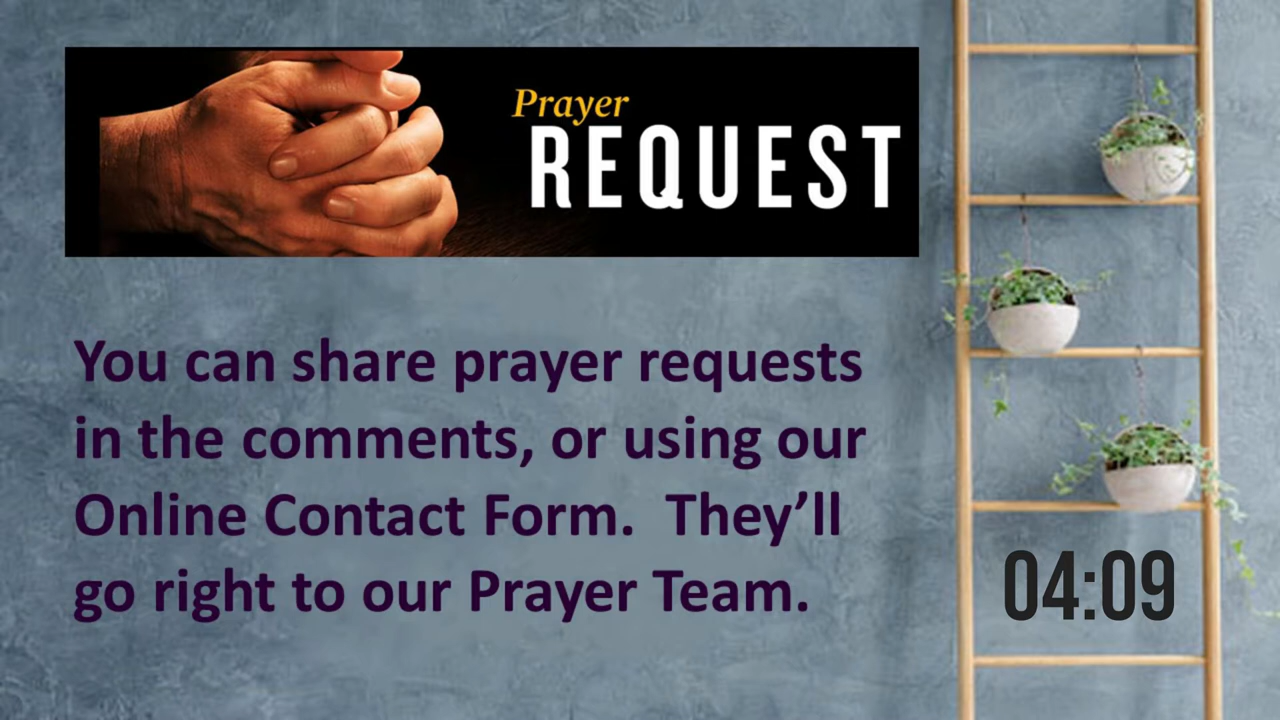 Prayer
REQUEST
You can share prayer requests
in the comments, or using our
Online Contact Form.  They’ll
go right to our Prayer Team.
04:09